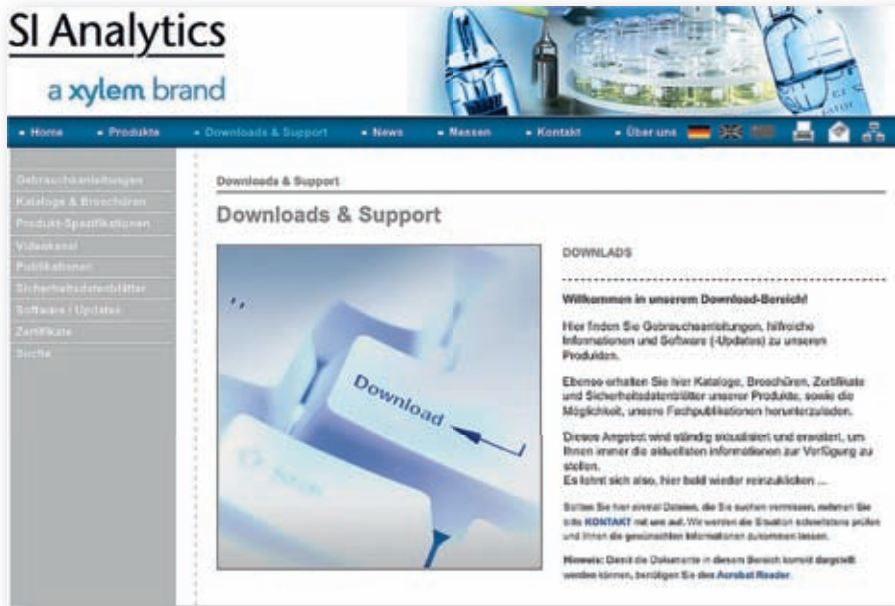 SI Analytics
a xylem brand
Home Produkte Downloads & Support News Messen Kontakt Über uns
Gebrauchsanleitungen
Kataloge & Broschüren
Produkt-Spezifikationen
Videokanal
Publikationen
Sicherheitsdatenblätter
Software / Updates
Zertifikate
Suche
Downloads & Support
Downloads & Support
Download
DOWNLADS
Willkommen in unserem Download-Bereich!
Hier finden Sie Gebrauchsanleitungen, hilfreiche
Informationen und Software (-Updates) zu unseren
Produkten.
Ebenso erhalten Sie hier Kataloge, Broschüren, Zertifikate
und Sicherheitsdatenblätter unserer Produkte, sowie die
Möglichkeit, unsere Fachpublikationen herunterzuladen.
Dieses Angebot wird ständig aktualisiert und erweitert, um
Ihnen immer die aktuellsten Informationen zur Verfügung zu
stellen.
Es lohnt sich also, hier bald wieder reinzuklicken ...
Sollten Sie hier einmal Dateien, die Sie suchen vermissen, nehmen Sie
bitte KONTAKT mit uns auf. Wir werden die Situation schnellstens prüfen
und Ihnen die gewünschten Informationen zukommen lassen.
Hinweis: Damit die Dokumente in diesem Bereich korrekt dargestellt
werden können, benötigen Sie den Acrobat Reader.